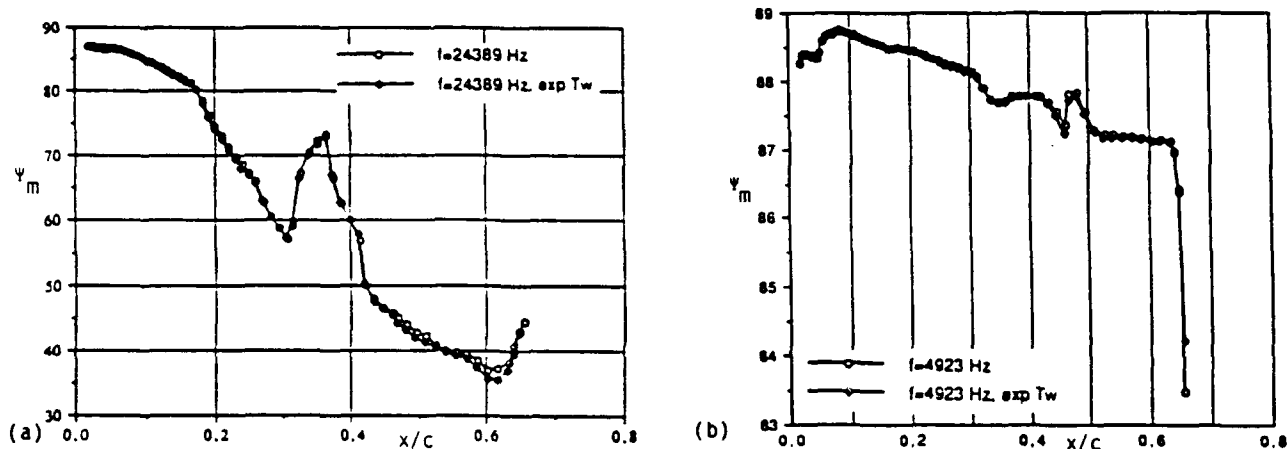 90
80
70
Ψm
60
50
40
30
0.0 0.2 0.4 0.6 0.8
x/c
(a)
f=24389 Hz
f=24389 Hz, exp Tw
89
88
87
Ψm
86
85
84
83
0.0 0.2 0.4 0.6 0.8
x/c
(b)
f=4923 Hz
f=4923 Hz, exp Tw